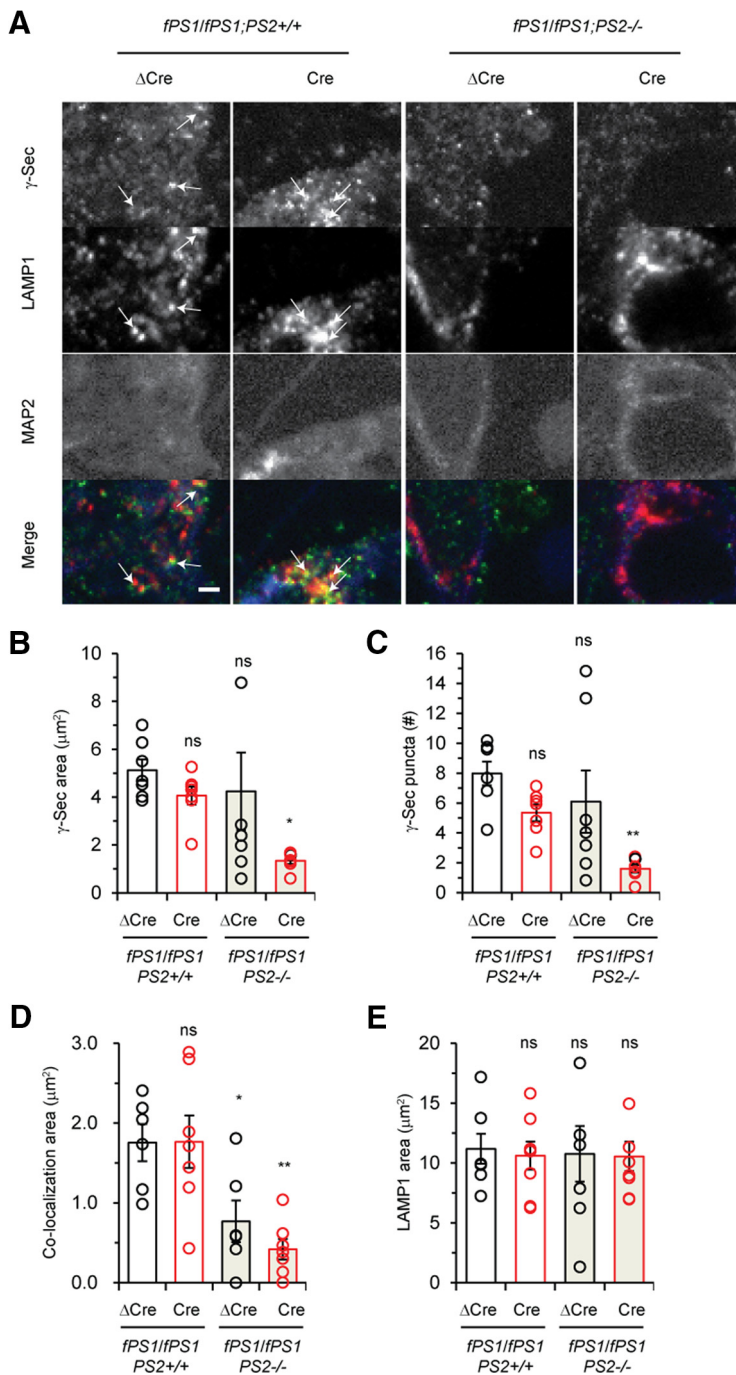 A
fPS1/fPS1;PS2+/+ fPS1/fPS1;PS2-/-
ΔCre Cre ΔCre Cre
γ-Sec
LAMP1
MAP2
Merge
B
γ-Sec area (μm²)
10
8
6
4
2
0
ns
ns
*
ΔCre Cre ΔCre Cre
fPS1/fPS1 fPS1/fPS1
PS2+/+ PS2-/-
C
γ-Sec puncta (#)
16
14
12
10
8
6
4
2
0
ns
ns
**
ΔCre Cre ΔCre Cre
fPS1/fPS1 fPS1/fPS1
PS2+/+ PS2-/-
D
Co-localization area (μm²)
3.0
2.0
1.0
0.0
ns
*
**
ΔCre Cre ΔCre Cre
fPS1/fPS1 fPS1/fPS1
PS2+/+ PS2-/-
E
LAMP1 area (μm²)
20
15
10
5
0
ns ns ns
ΔCre Cre ΔCre Cre
fPS1/fPS1 fPS1/fPS1
PS2+/+ PS2-/-